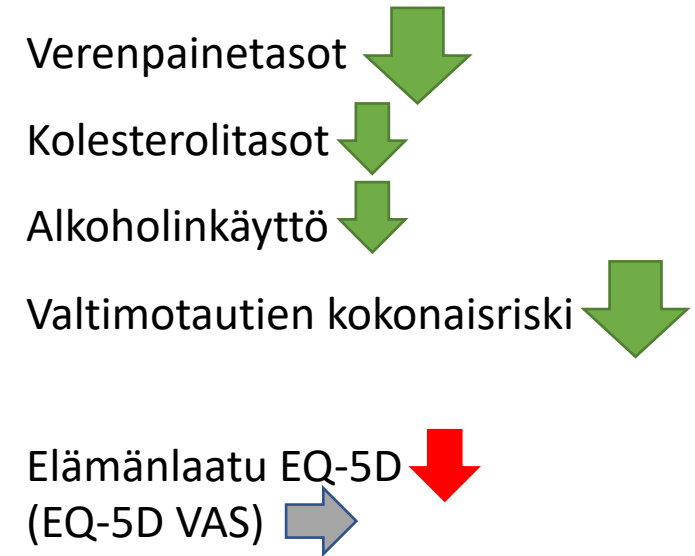 Verenpainetasot
Kolesterolitasot
Alkoholinkäyttö
Valtimotautien kokonaisriski
Elämänlaatu EQ-5D
(EQ-5D VAS)